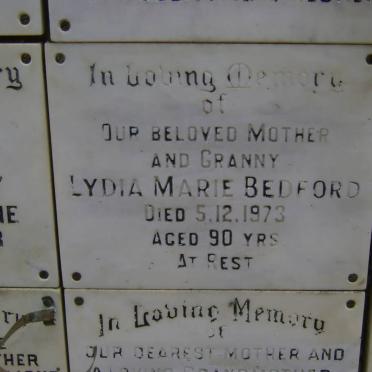 In Loving Memory
of
OUR BELOVED MOTHER
AND GRANNY
LYDIA MARIE BEDFORD
DIED 5.12.1973
AGED 90 YRS
AT REST
In Loving Memory
of
OUR DEAREST MOTHER AND